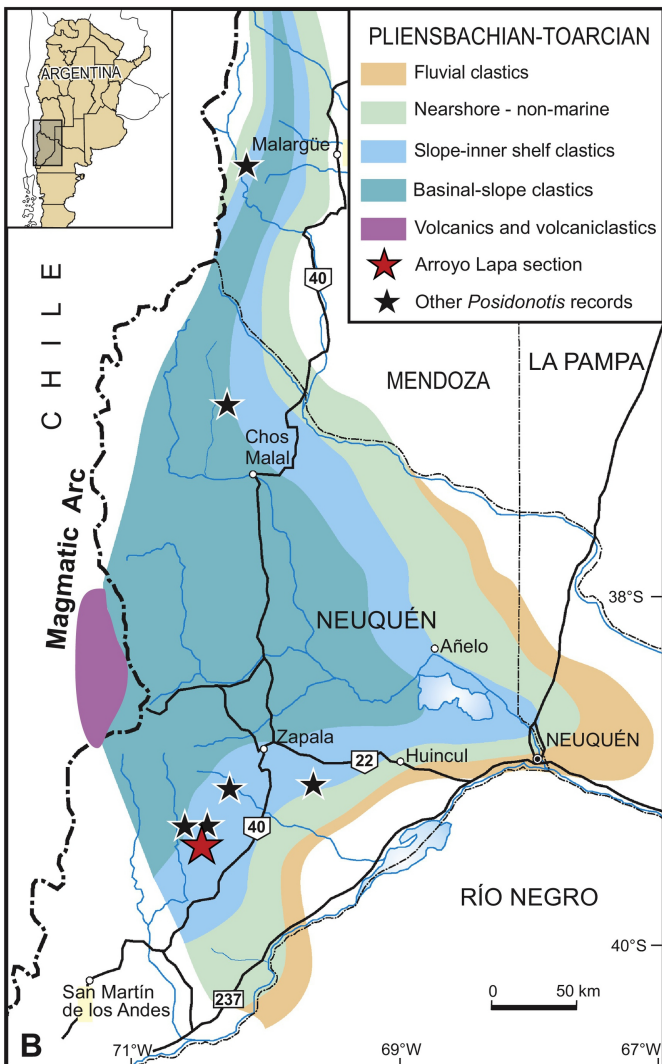 ARGENTINA
PLIENSBACHIAN-TOARCIAN
Fluvial clastics
Nearshore - non-marine
Slope-inner shelf clastics
Basinal-slope clastics
Volcanics and volcaniclastics
Arroyo Lapa section
Other Posidonotis records
Malargüe
40
CHILE
LA PAMPA
MENDOZA
Chos
Malal
Magmatic Arc
38°S
NEUQUÉN
Añelo
Zapala
NEUQUÉN
22
Huincul
40
RÍO NEGRO
40°S
San Martín
de los Andes
237
0
50 km
B
71°W
69°W
67°W